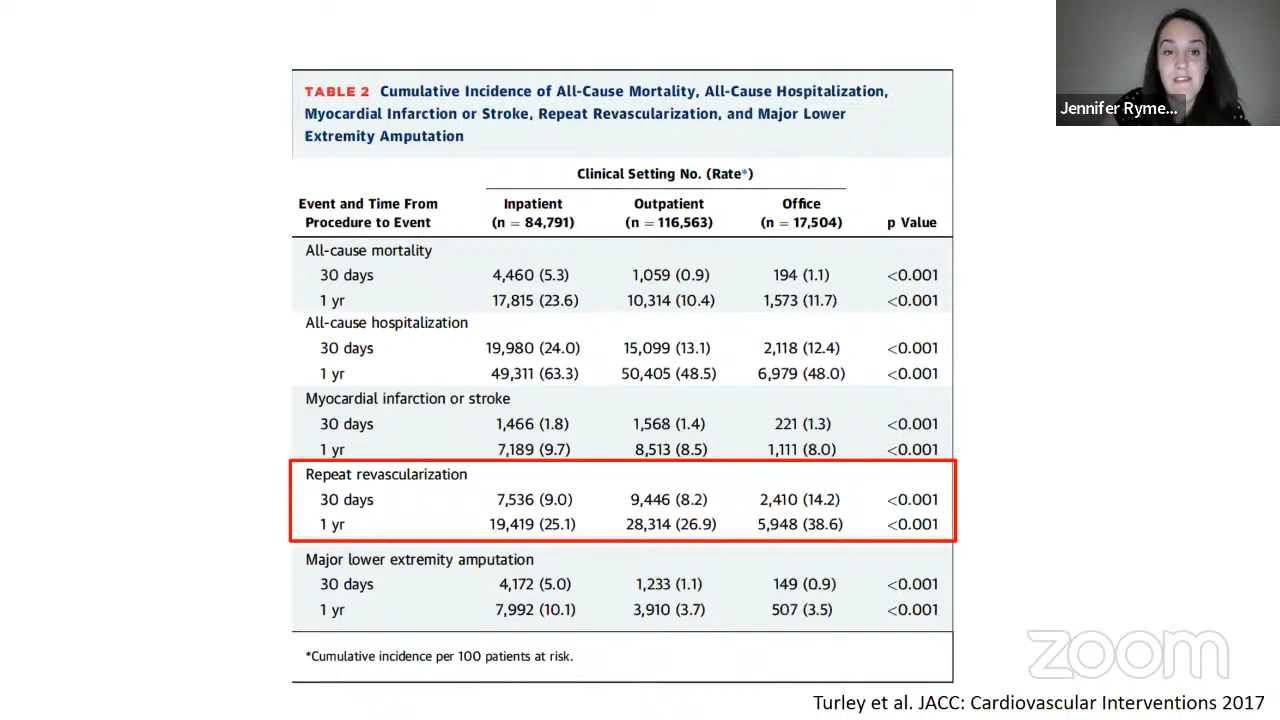 Jennifer Ryme...
TABLE 2 Cumulative Incidence of All-Cause Mortality, All-Cause Hospitalization,
Myocardial Infarction or Stroke, Repeat Revascularization, and Major Lower
Extremity Amputation
Clinical Setting No. (Rate*)
Event and Time From Inpatient Outpatient Office
Procedure to Event (n = 84,791) (n = 116,563) (n = 17,504) p Value
All-cause mortality
30 days 4,460 (5.3) 1,059 (0.9) 194 (1.1) <0.001
1 yr 17,815 (23.6) 10,314 (10.4) 1,573 (11.7) <0.001
All-cause hospitalization
30 days 19,980 (24.0) 15,099 (13.1) 2,118 (12.4) <0.001
1 yr 49,311 (63.3) 50,405 (48.5) 6,979 (48.0) <0.001
Myocardial infarction or stroke
30 days 1,466 (1.8) 1,568 (1.4) 221 (1.3) <0.001
1 yr 7,189 (9.7) 8,513 (8.5) 1,111 (8.0) <0.001
Repeat revascularization
30 days 7,536 (9.0) 9,446 (8.2) 2,410 (14.2) <0.001
1 yr 19,419 (25.1) 28,314 (26.9) 5,948 (38.6) <0.001
Major lower extremity amputation
30 days 4,172 (5.0) 1,233 (1.1) 149 (0.9) <0.001
1 yr 7,992 (10.1) 3,910 (3.7) 507 (3.5) <0.001
*Cumulative incidence per 100 patients at risk.
zoom
Turley et al. JACC: Cardiovascular Interventions 2017